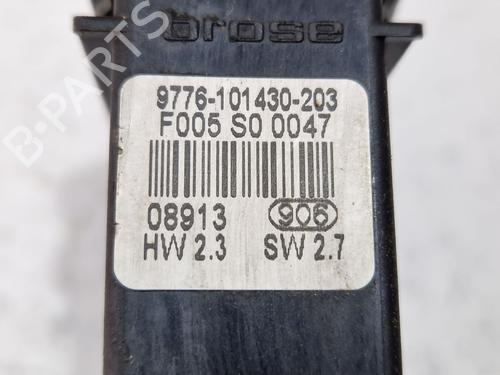 brose
9776-101430-203
F005 S0 0047
08913 906
HW 2.3 SW 2.7
B-PARTS